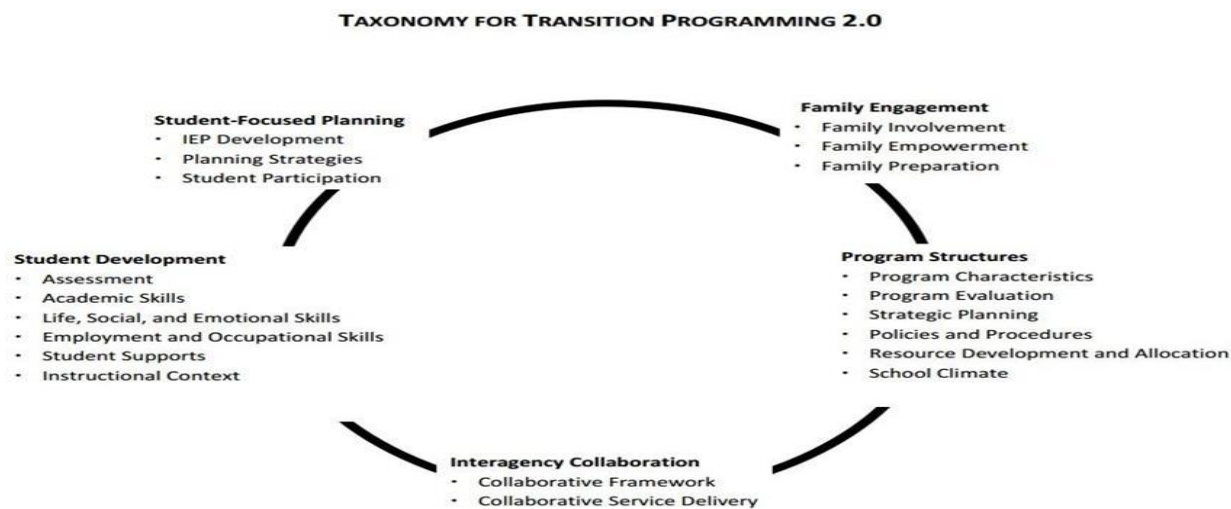 TAXONOMY FOR TRANSITION PROGRAMMING 2.0
Student-Focused Planning
· IEP Development
· Planning Strategies
· Student Participation
Family Engagement
· Family Involvement
· Family Empowerment
· Family Preparation
Student Development
· Assessment
· Academic Skills
· Life, Social, and Emotional Skills
· Employment and Occupational Skills
· Student Supports
· Instructional Context
Program Structures
· Program Characteristics
· Program Evaluation
· Strategic Planning
· Policies and Procedures
· Resource Development and Allocation
· School Climate
Interagency Collaboration
· Collaborative Framework
· Collaborative Service Delivery